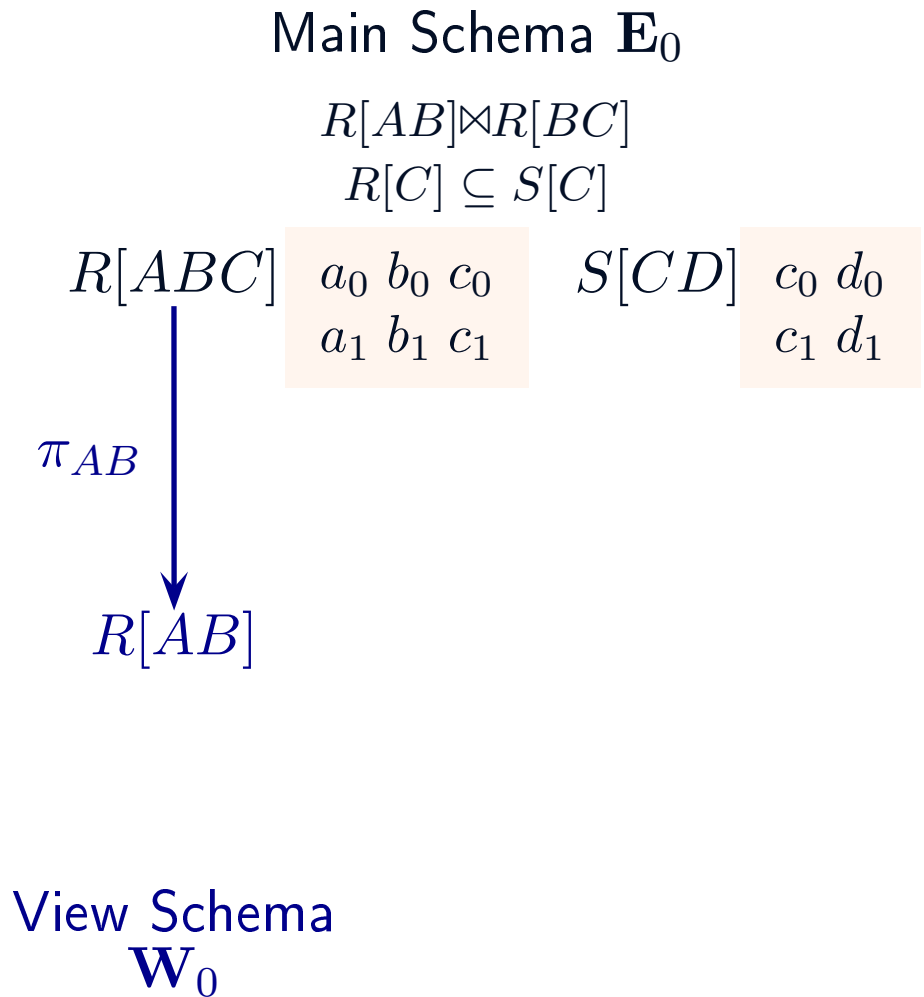 Main Schema E₀
R[AB]⋈R[BC]
R[C] ⊆ S[C]
R[ABC] a₀ b₀ c₀ S[CD] c₀ d₀
a₁ b₁ c₁ c₁ d₁
π_AB
R[AB]
View Schema
W₀